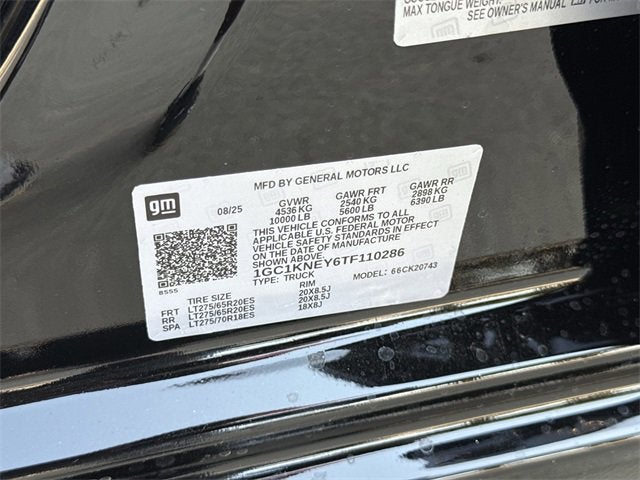 MAX TONGUE WEIGHT:
SEE OWNER'S MANUAL
gm
MFD BY GENERAL MOTORS LLC
08/25
GVWR GAWR FRT GAWR RR
4536 KG 2540 KG 2898 KG
10000 LB 5600 LB 6390 LB
THIS VEHICLE CONFORMS TO ALL
APPLICABLE U.S. FEDERAL MOTOR
VEHICLE SAFETY STANDARDS IN EFFECT
ON THE DATE OF MANUFACTURE
SHOWN ABOVE.
1GC1KNEY6TF110286
TYPE: TRUCK MODEL: 66CK20743
8555
TIRE SIZE RIM
FRT LT275/65R20ES 20X8.5J
RR LT275/65R20ES 20X8.5J
SPA LT275/70R18ES 18X8J